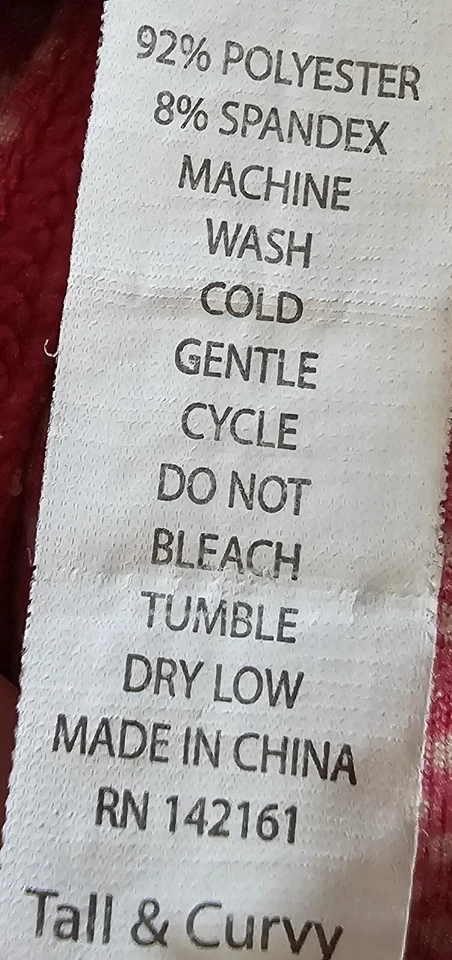 92% POLYESTER
8% SPANDEX
MACHINE
WASH
COLD
GENTLE
CYCLE
DO NOT
BLEACH
TUMBLE
DRY LOW
MADE IN CHINA
RN 142161
Tall & Curvy